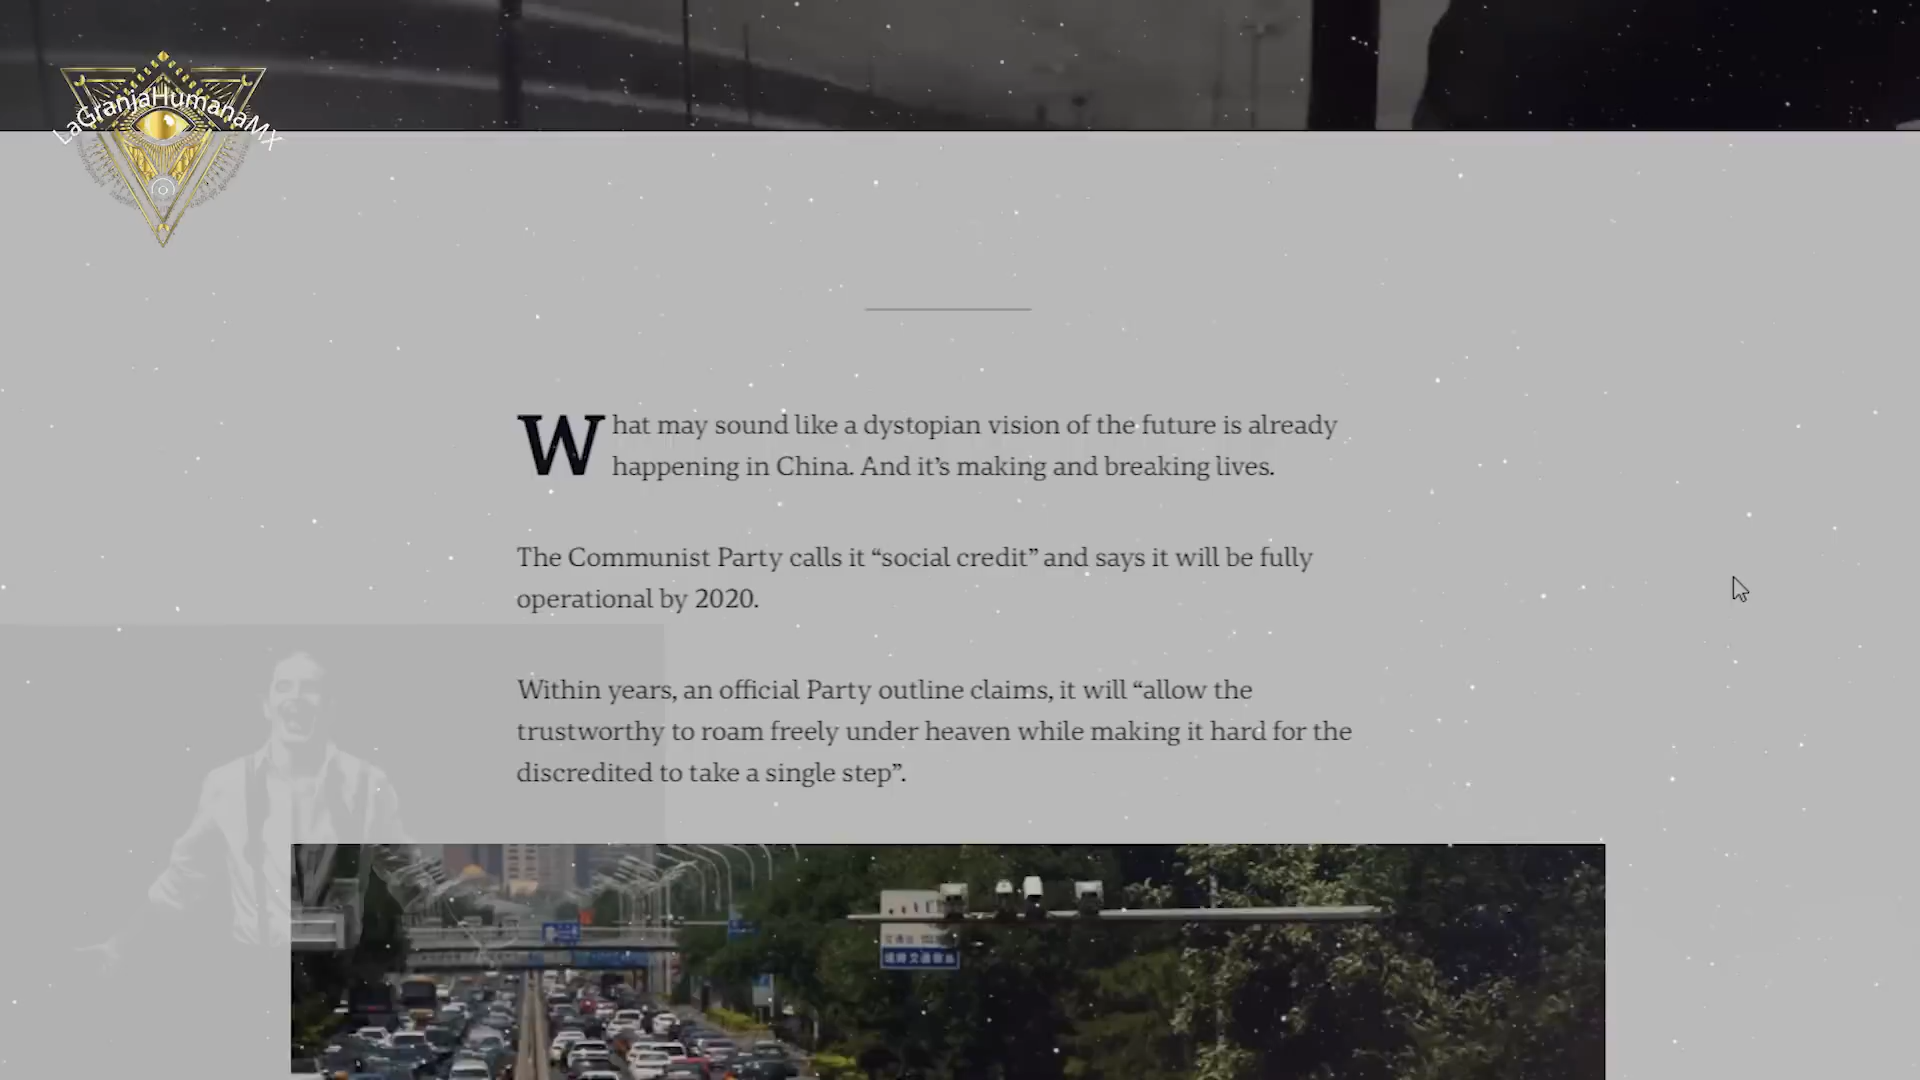 LaGranjaHumanaMX
What may sound like a dystopian vision of the future is already
happening in China. And it’s making and breaking lives.
The Communist Party calls it “social credit” and says it will be fully
operational by 2020.
Within years, an official Party outline claims, it will “allow the
trustworthy to roam freely under heaven while making it hard for the
discredited to take a single step”.